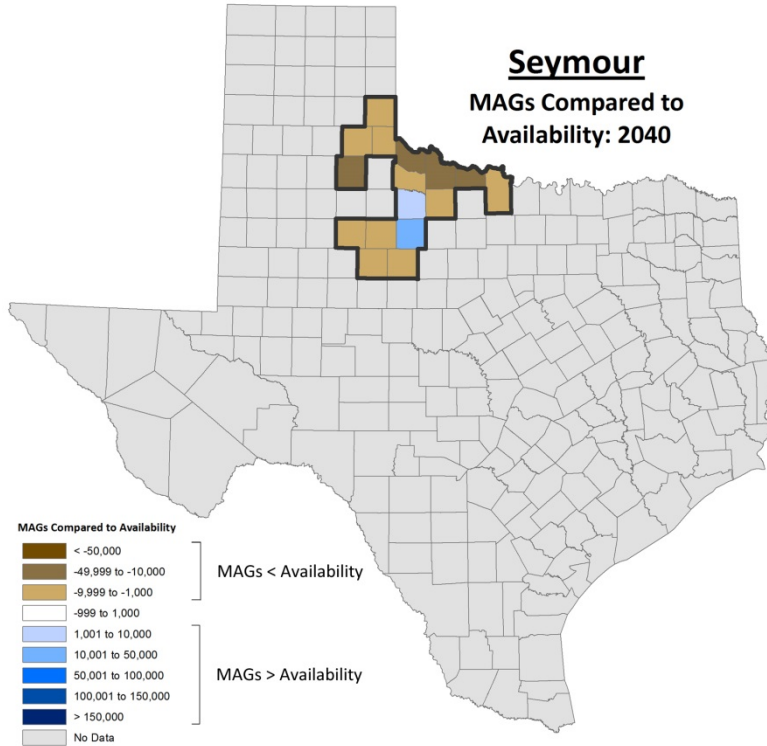 Seymour
MAGs Compared to
Availability: 2040
MAGs Compared to Availability
< -50,000
-49,999 to -10,000
-9,999 to -1,000
-999 to 1,000
1,001 to 10,000
10,001 to 50,000
50,001 to 100,000
100,001 to 150,000
> 150,000
No Data
MAGs < Availability
MAGs > Availability